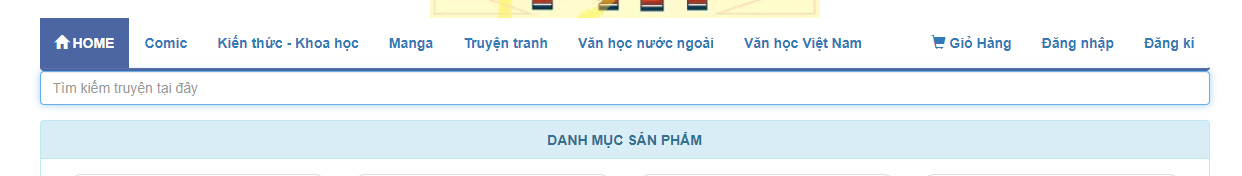 HOME Comic Kiến thức - Khoa học Manga Truyện tranh Văn học nước ngoài Văn học Việt Nam Giỏ Hàng Đăng nhập Đăng kí
Tìm kiếm truyện tại đây
DANH MỤC SẢN PHẨM